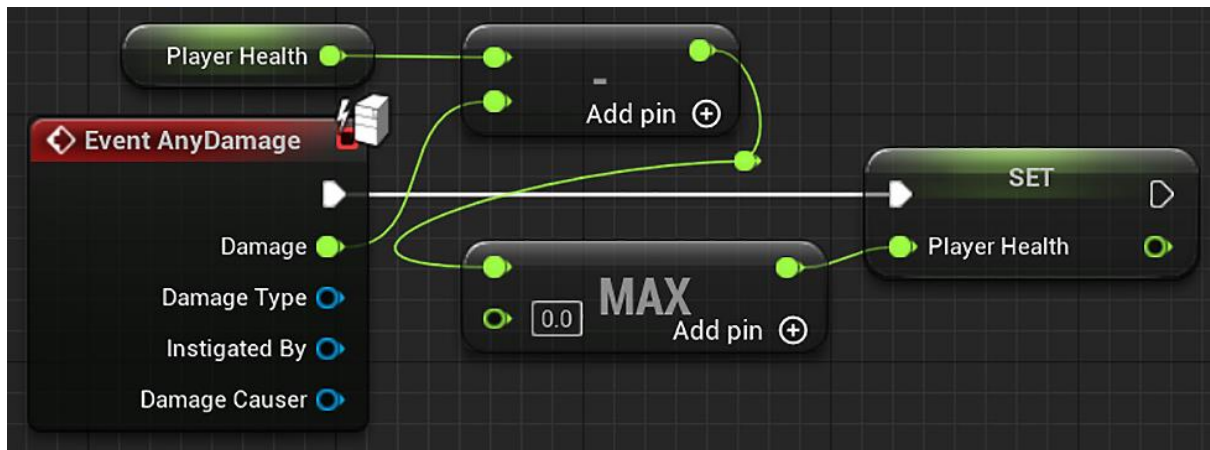 Player Health
-
Add pin
Event AnyDamage
SET
Damage
Player Health
Damage Type
0.0
MAX
Add pin
Instigated By
Damage Causer